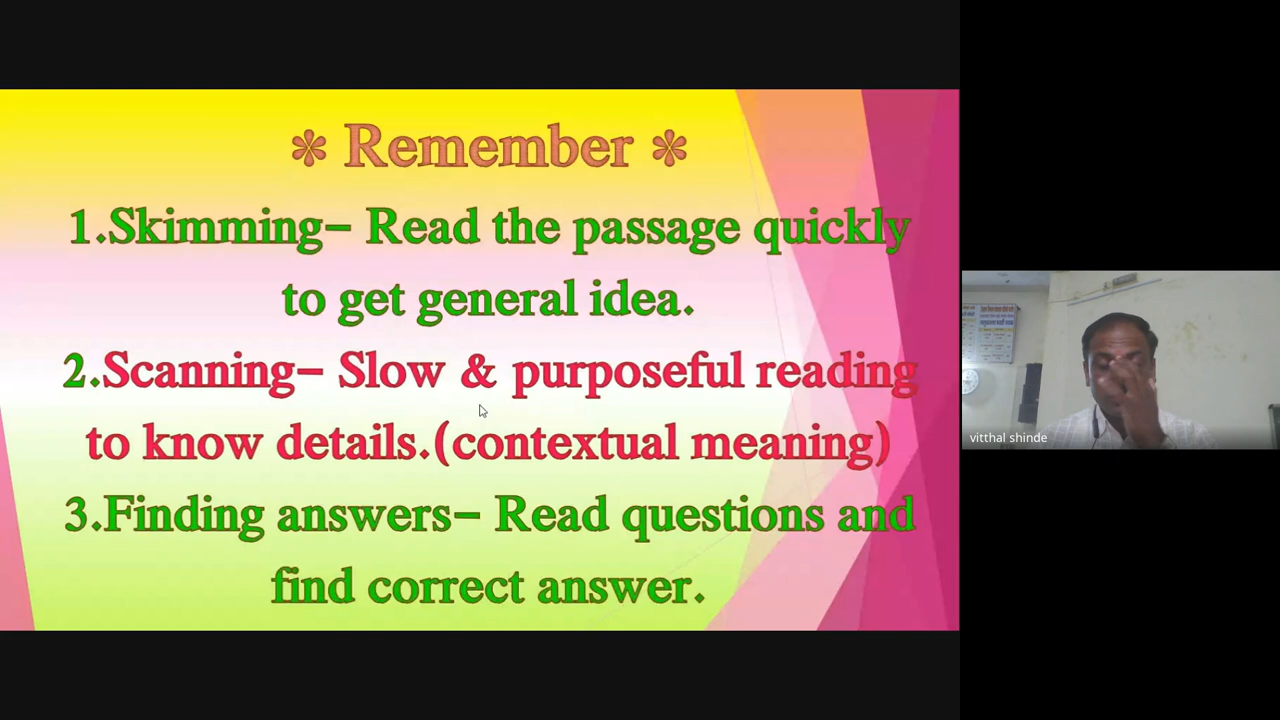 * Remember *
1.Skimming- Read the passage quickly
to get general idea.
2.Scanning- Slow & purposeful reading
to know details.(contextual meaning)
3.Finding answers- Read questions and
find correct answer.
vitthal shinde